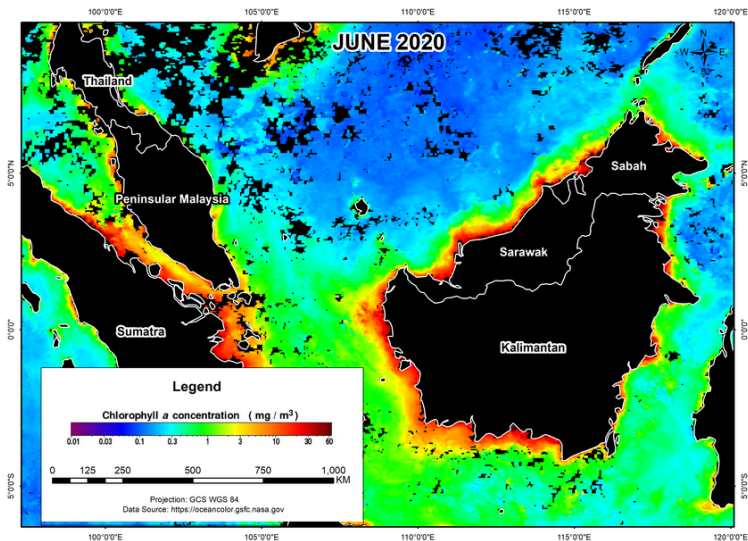 100°0'0"E 105°0'0"E 110°0'0"E 115°0'0"E 120°0'0"E
JUNE 2020
N
W E
S
Thailand
5°0'0"N 5°0'0"N
Sabah
Peninsular Malaysia
Sarawak
0°0'0" 0°0'0"
Sumatra
Kalimantan
Legend
Chlorophyll a concentration ( mg / m³)
0.01 0.03 0.1 0.3 1 3 10 30 60
0 125 250 500 750 1,000
KM
Projection: GCS WGS 84
Data Source: https://oceancolor.gsfc.nasa.gov
5°0'0"S 5°0'0"S
100°0'0"E 105°0'0"E 110°0'0"E 115°0'0"E 120°0'0"E